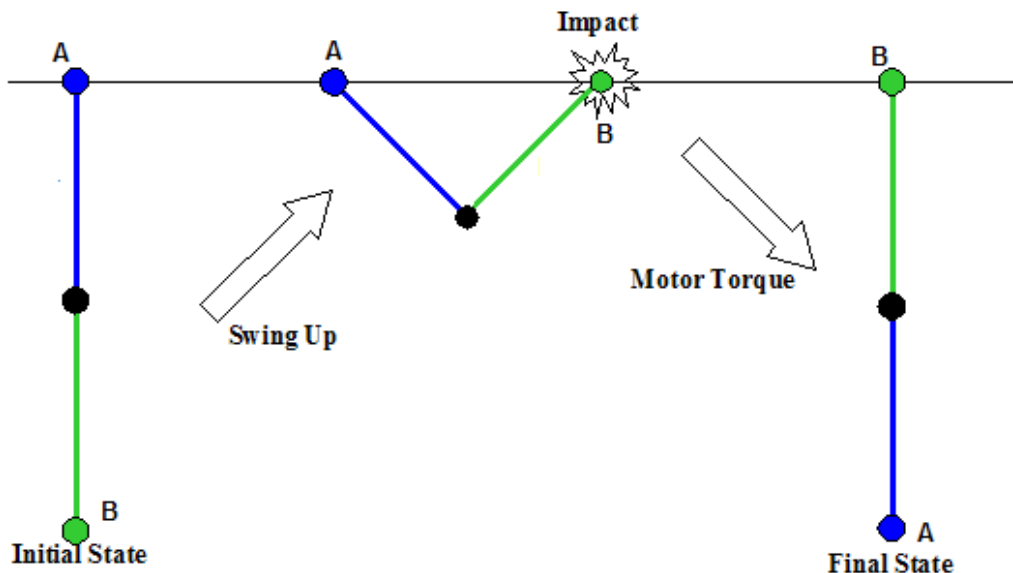 Impact
A
A
B
B
Motor Torque
Swing Up
B
Initial State
A
Final State